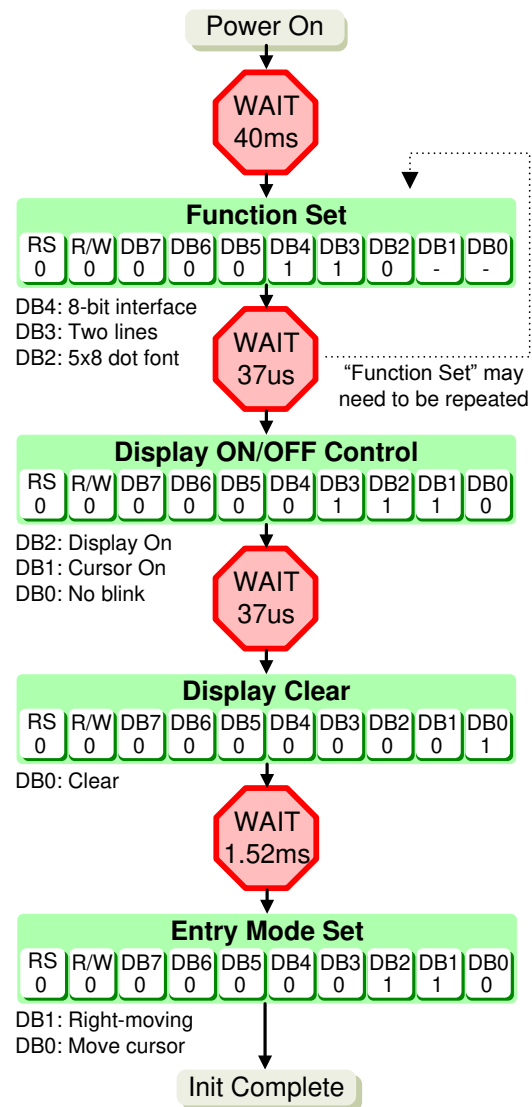 Power On
WAIT
40ms
Function Set
RS R/W DB7 DB6 DB5 DB4 DB3 DB2 DB1 DB0
0 0 0 0 0 1 1 0 - -
DB4: 8-bit interface
DB3: Two lines
DB2: 5x8 dot font
WAIT
37us
“Function Set” may
need to be repeated
Display ON/OFF Control
RS R/W DB7 DB6 DB5 DB4 DB3 DB2 DB1 DB0
0 0 0 0 0 0 1 1 1 0
DB2: Display On
DB1: Cursor On
DB0: No blink
WAIT
37us
Display Clear
RS R/W DB7 DB6 DB5 DB4 DB3 DB2 DB1 DB0
0 0 0 0 0 0 0 0 0 1
DB0: Clear
WAIT
1.52ms
Entry Mode Set
RS R/W DB7 DB6 DB5 DB4 DB3 DB2 DB1 DB0
0 0 0 0 0 0 0 1 1 0
DB1: Right-moving
DB0: Move cursor
Init Complete